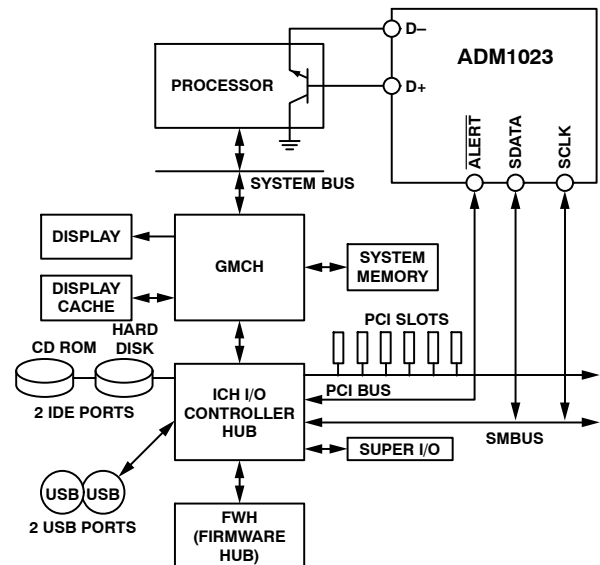 D–
ADM1023
PROCESSOR
D+
ALERT
SDATA
SCLK
SYSTEM BUS
DISPLAY
GMCH
SYSTEM
MEMORY
DISPLAY
CACHE
HARD
DISK
CD ROM
PCI SLOTS
ICH I/O
CONTROLLER
HUB
PCI BUS
2 IDE PORTS
SMBUS
SUPER I/O
USB
USB
2 USB PORTS
FWH
(FIRMWARE
HUB)